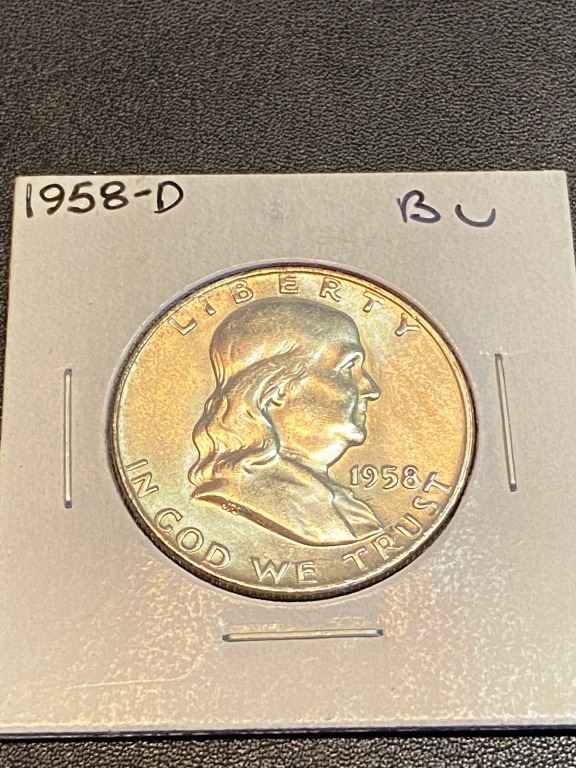 1958-D BU
LIBERTY
1958
IN GOD WE TRUST